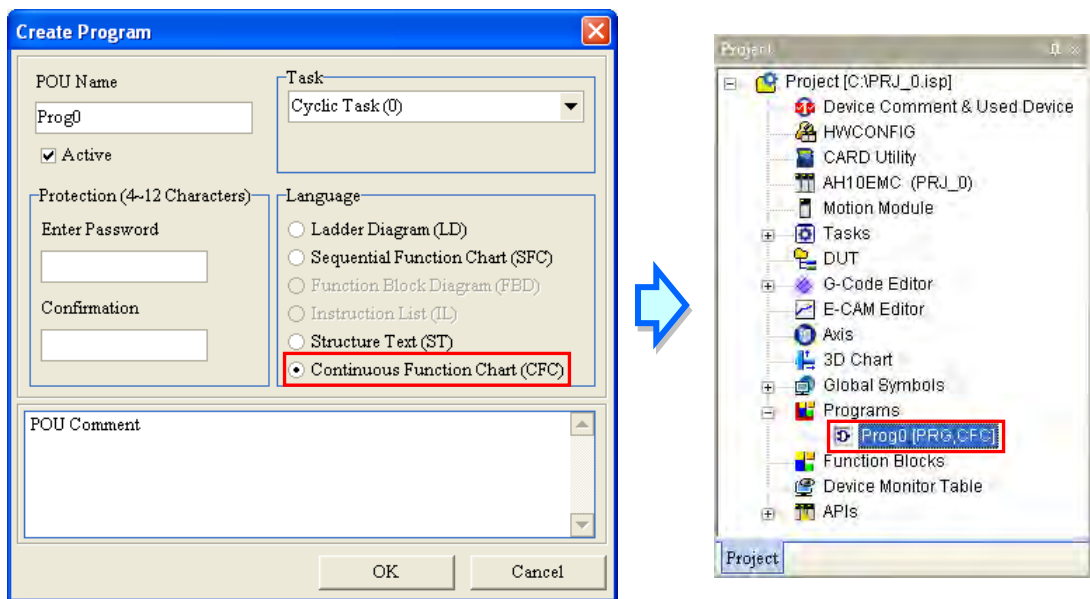 Create Program
POU Name
Prog0
Active
Task
Cyclic Task (0)
Protection (4~12 Characters)
Enter Password
Confirmation
Language
Ladder Diagram (LD)
Sequential Function Chart (SFC)
Function Block Diagram (FBD)
Instruction List (IL)
Structure Text (ST)
Continuous Function Chart (CFC)
POU Comment
OK
Cancel
Project
Project [C:\PRJ_0.isp]
Device Comment & Used Device
HWCONFIG
CARD Utility
AH10EMC (PRJ_0)
Motion Module
Tasks
DUT
G-Code Editor
E-CAM Editor
Axis
3D Chart
Global Symbols
Programs
Prog0 [PRG,CFC]
Function Blocks
Device Monitor Table
APIs
Project